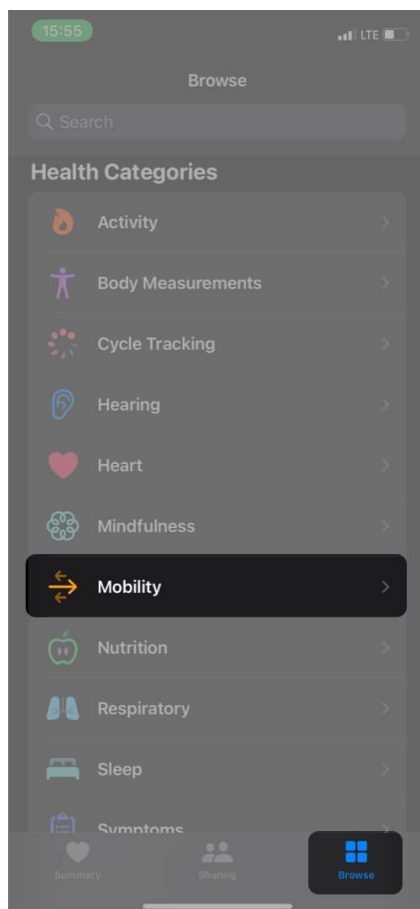 15:55
LTE
Browse
Search
Health Categories
Activity
Body Measurements
Cycle Tracking
Hearing
Heart
Mindfulness
Mobility
Nutrition
Respiratory
Sleep
Symptoms
Summary
Sharing
Browse